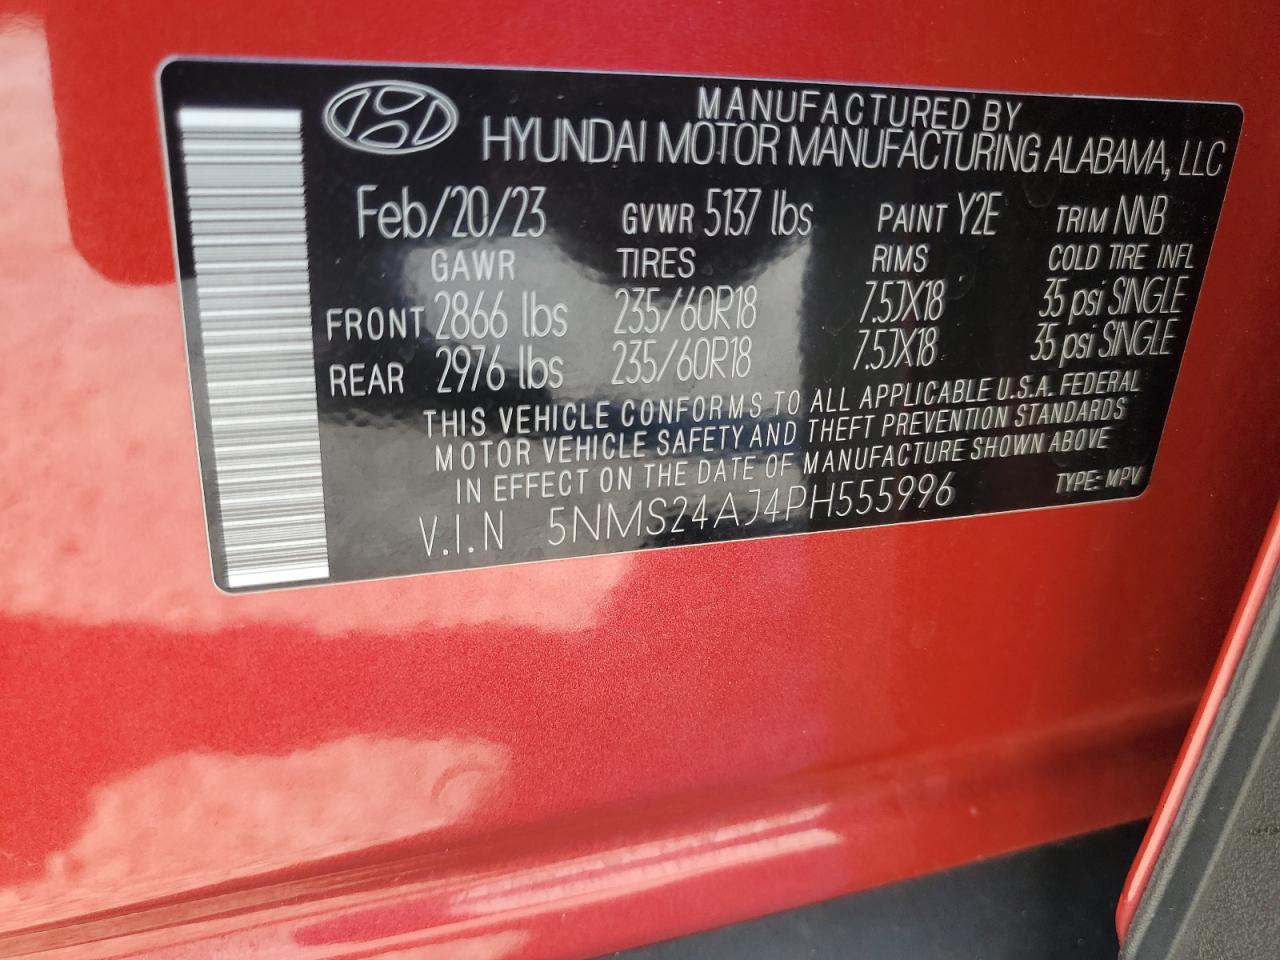 MANUFACTURED BY
HYUNDAI MOTOR MANUFACTURING ALABAMA, LLC
Feb/20/23 GVWR 5137 lbs PAINT Y2E TRIM NNB
GAWR TIRES RIMS COLD TIRE INFL
FRONT 2866 lbs 235/60R18 7.5JX18 35 psi SINGLE
REAR 2976 lbs 235/60R18 7.5JX18 35 psi SINGLE
THIS VEHICLE CONFORMS TO ALL APPLICABLE U.S.A. FEDERAL
MOTOR VEHICLE SAFETY AND THEFT PREVENTION STANDARDS
IN EFFECT ON THE DATE OF MANUFACTURE SHOWN ABOVE
V.I.N 5NMS24AJ4PH555996 TYPE: MPV